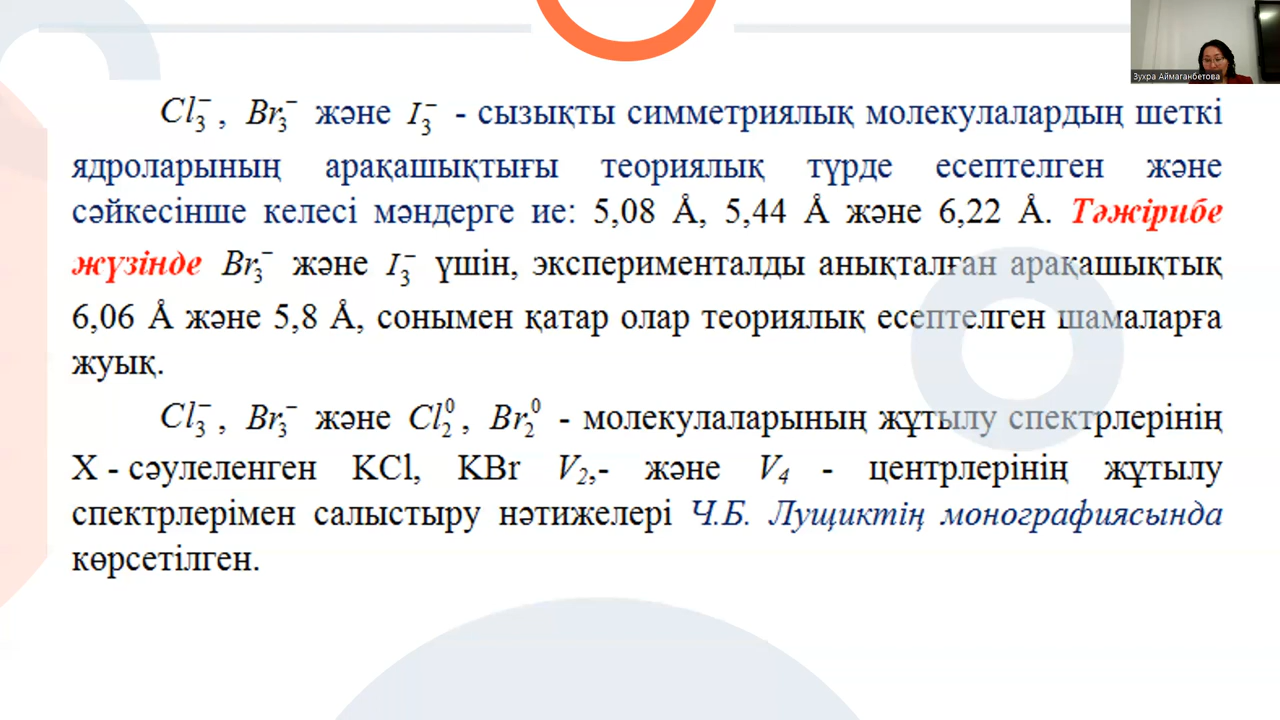 Зухра Аймаганбетова
Cl₃⁻, Br₃⁻ және I₃⁻ - сызықты симметриялық молекулалардың шеткі
ядроларының арақашықтығы теориялық түрде есептелген және
сәйкесінше келесі мәндерге ие: 5,08 Å, 5,44 Å және 6,22 Å. Тәжірибе
жүзінде Br₃⁻ және I₃⁻ үшін, эксперименталды анықталған арақашықтық
6,06 Å және 5,8 Å, сонымен қатар олар теориялық есептелген шамаларға
жуық.
Cl₃⁻, Br₃⁻ және Cl₂⁰, Br₂⁰ - молекулаларының жұтылу спектрлерінің
X - сәулеленген KCl, KBr V₂,- және V₄ - центрлерінің жұтылу
спектрлерімен салыстыру нәтижелері Ч.Б. Лущиктің монографиясында
көрсетілген.